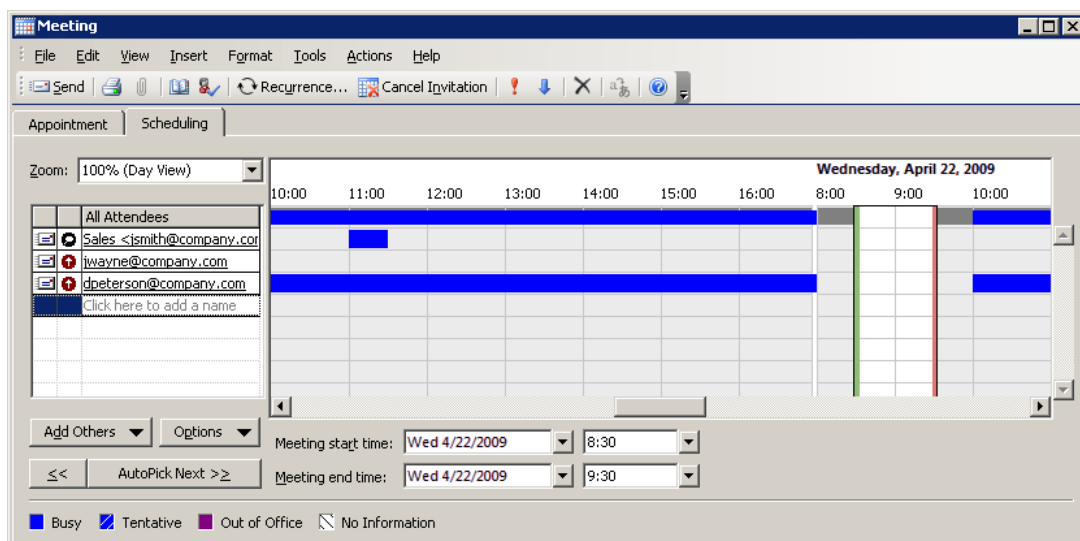 Meeting
File Edit View Insert Format Tools Actions Help
Send Recurrence... Cancel Invitation
Appointment Scheduling
Zoom: 100% (Day View)
Wednesday, April 22, 2009
10:00 11:00 12:00 13:00 14:00 15:00 16:00 8:00 9:00 10:00
All Attendees
Sales <jsmith@company.cor
jwayne@company.com
dpeterson@company.com
Click here to add a name
Add Others Options
Meeting start time: Wed 4/22/2009 8:30
<< AutoPick Next >>
Meeting end time: Wed 4/22/2009 9:30
Busy Tentative Out of Office No Information